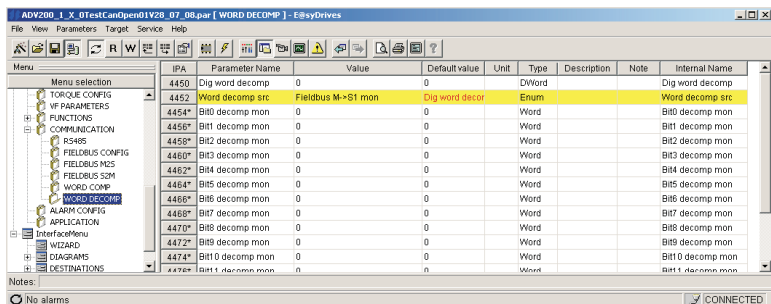 ADV200_1_X_0TestCanOpen01V28_07_08.par [ WORD DECOMP ] - E@syDrives
File View Parameters Target Service Help
R W
Menu
Menu selection
TORQUE CONFIG
VF PARAMETERS
FUNCTIONS
COMMUNICATION
RS485
FIELDBUS CONFIG
FIELDBUS M2S
FIELDBUS S2M
WORD COMP
WORD DECOMP
ALARM CONFIG
APPLICATION
InterfaceMenu
WIZARD
DIAGRAMS
DESTINATIONS
IPA Parameter Name Value Default value Unit Type Description Note Internal Name
4450 Dig word decomp 0 0 DWord Dig word decomp
4452 Word decomp src Fieldbus M->S1 mon Dig word decor Enum Word decomp src
4454* Bit0 decomp mon 0 0 Word Bit0 decomp mon
4456* Bit1 decomp mon 0 0 Word Bit1 decomp mon
4458* Bit2 decomp mon 0 0 Word Bit2 decomp mon
4460* Bit3 decomp mon 0 0 Word Bit3 decomp mon
4462* Bit4 decomp mon 0 0 Word Bit4 decomp mon
4464* Bit5 decomp mon 0 0 Word Bit5 decomp mon
4466* Bit6 decomp mon 0 0 Word Bit6 decomp mon
4468* Bit7 decomp mon 0 0 Word Bit7 decomp mon
4470* Bit8 decomp mon 0 0 Word Bit8 decomp mon
4472* Bit9 decomp mon 0 0 Word Bit9 decomp mon
4474* Bit10 decomp mon 0 0 Word Bit10 decomp mon
4476* Bit11 decomp mon 0 0 Word Bit11 decomp mon
Notes:
No alarms CONNECTED